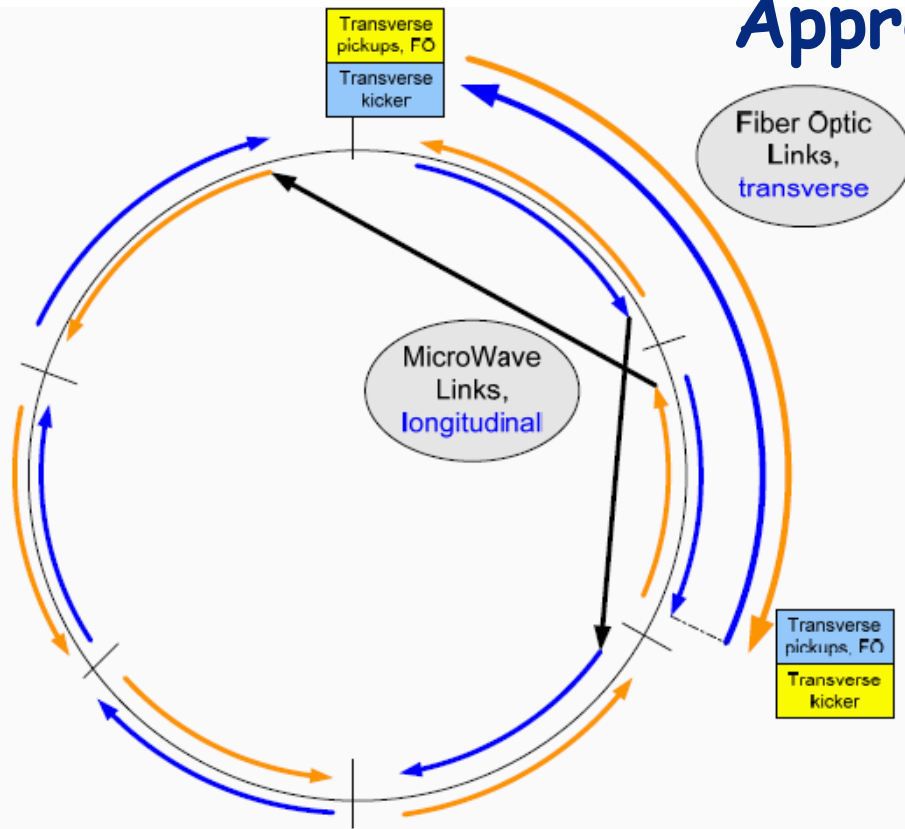 Appr
Transverse
pickups, FO
Transverse
kicker
Fiber Optic
Links,
transverse
MicroWave
Links,
longitudinal
Transverse
pickups, FO
Transverse
kicker